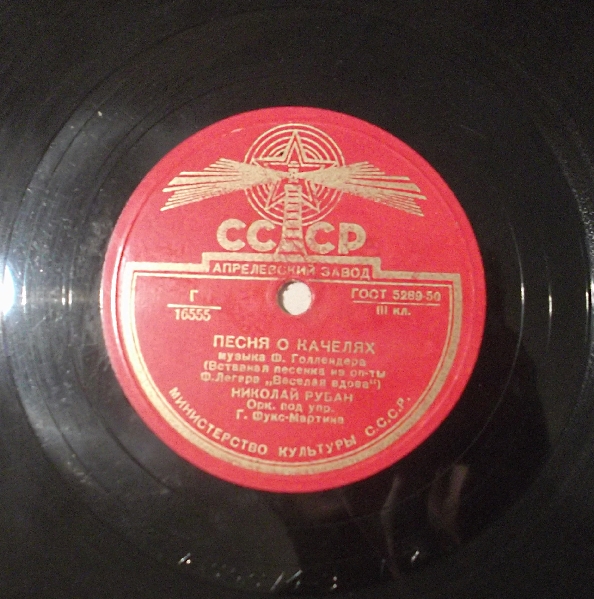 СССР
АПРЕЛЕВСКИЙ ЗАВОД
Г
16555
ГОСТ 5289-50
III кл.
ПЕСНЯ О КАЧЕЛЯХ
музыка Ф. Голлендера
(Вставная песенка из оп-ты
Ф. Легара „Веселая вдова“)
НИКОЛАЙ РУБАН
Орк. под упр.
Г. Фукс-Мартина
МИНИСТЕРСТВО КУЛЬТУРЫ С.С.С.Р.